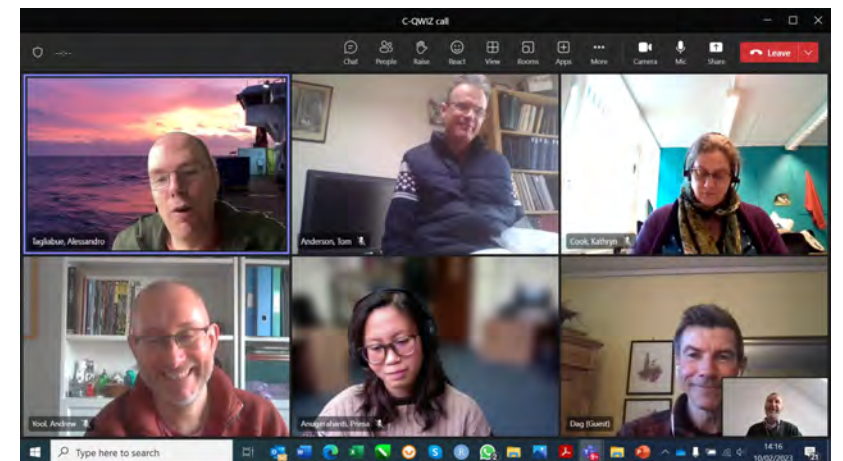 C-QWIZ call
--:--
Chat People Raise React View Rooms Apps More Camera Mic Share Leave
Tagliabue, Alessandro
Anderson, Tom
Cook, Kathryn
Yool, Andrew
Anugerahanti, Prima
Dag (Guest)
Type here to search
14:16
10/02/2023